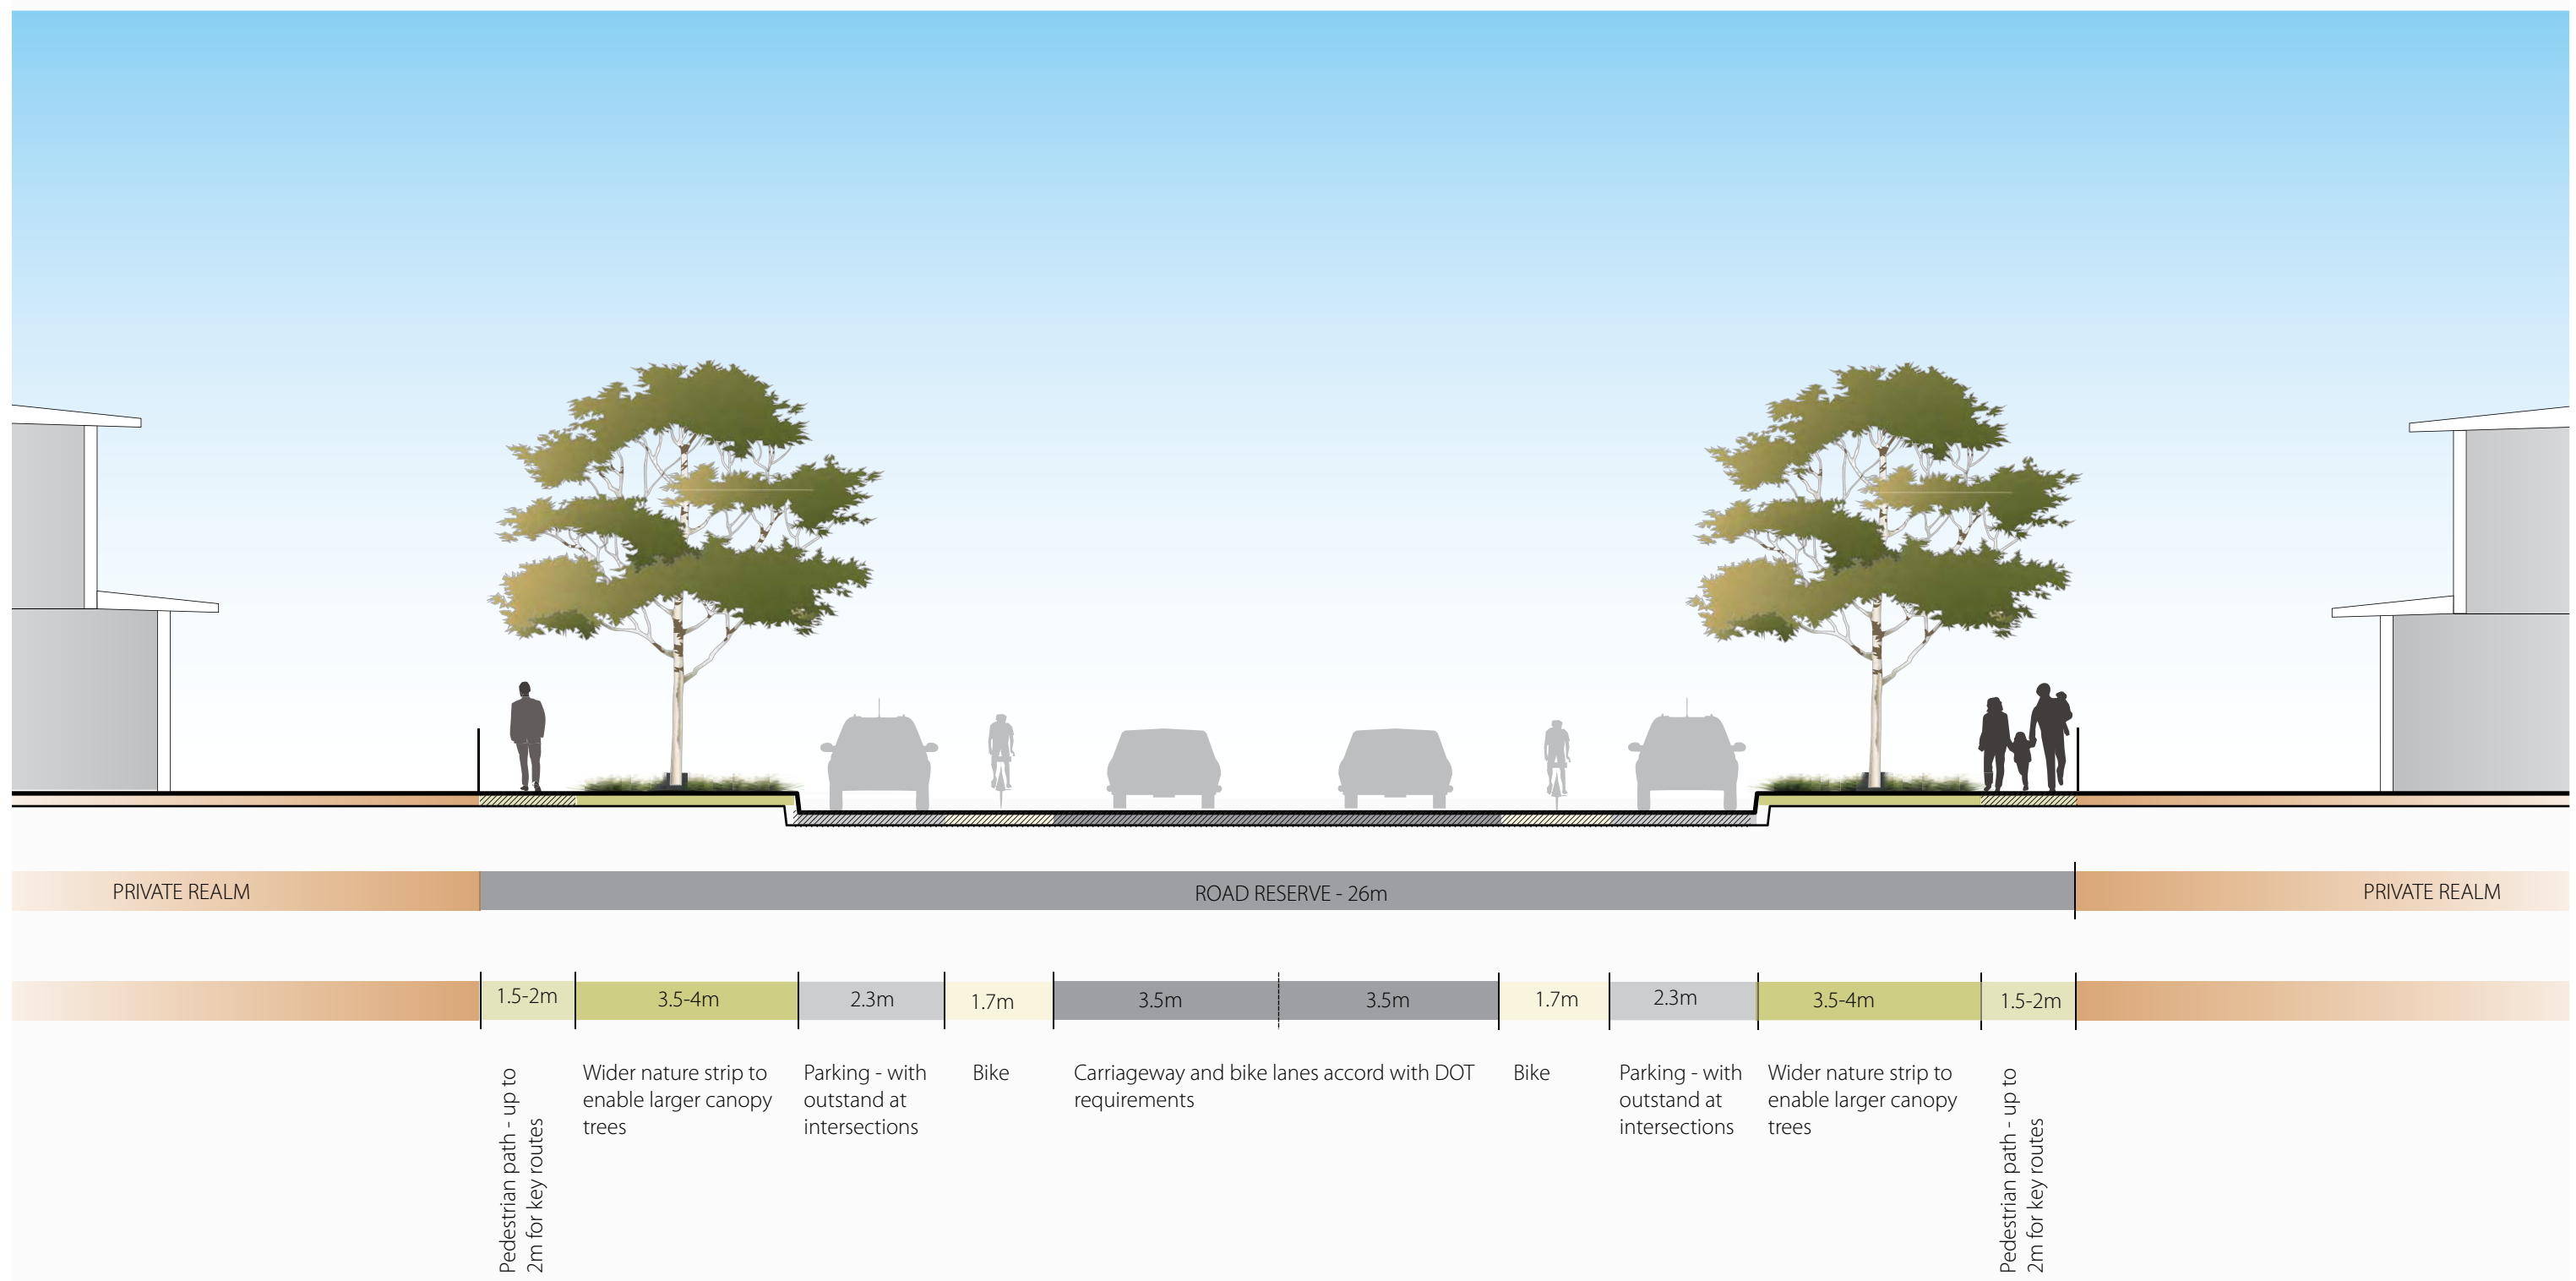 PRIVATE REALM
ROAD RESERVE - 26m
PRIVATE REALM
1.5-2m
3.5-4m
2.3m
1.7m
3.5m
3.5m
1.7m
2.3m
3.5-4m
1.5-2m
Pedestrian path - up to
2m for key routes
Wider nature strip to
enable larger canopy
trees
Parking - with
outstand at
intersections
Bike
Carriageway and bike lanes accord with DOT
requirements
Bike
Parking - with
outstand at
intersections
Wider nature strip to
enable larger canopy
trees
Pedestrian path - up to
2m for key routes